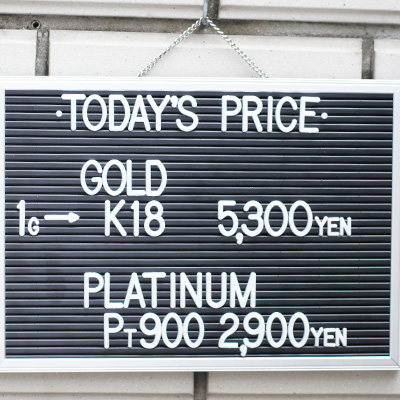 ·TODAY'S PRICE·
GOLD
1G→ K18 5,300YEN
PLATINUM
PT900 2,900YEN